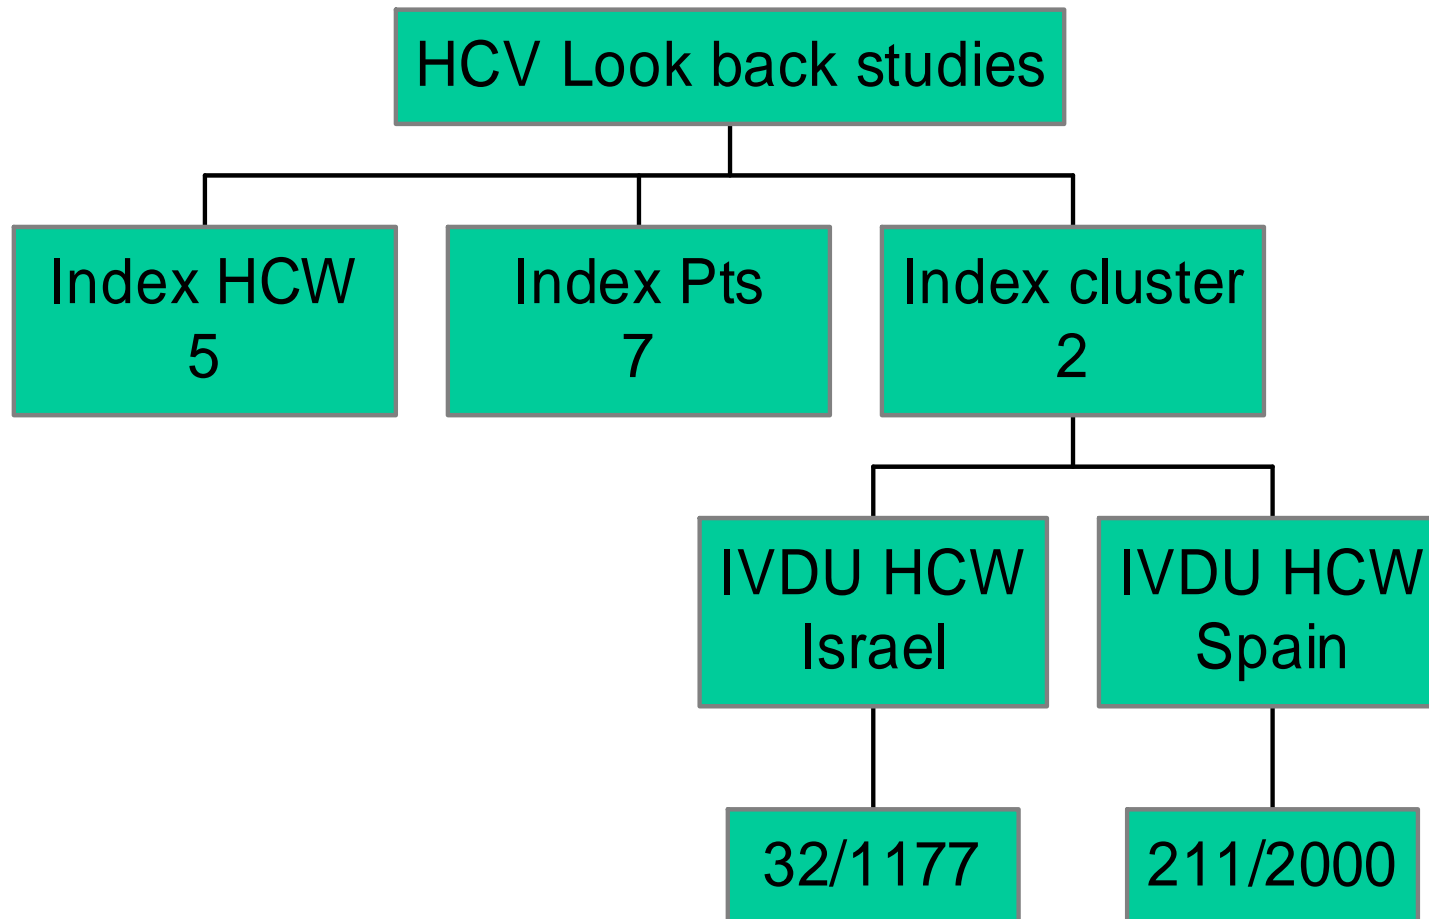 HCV Look back studies
Index HCW
5
Index Pts
7
Index cluster
2
IVDU HCW
Israel
IVDU HCW
Spain
32/1177
211/2000